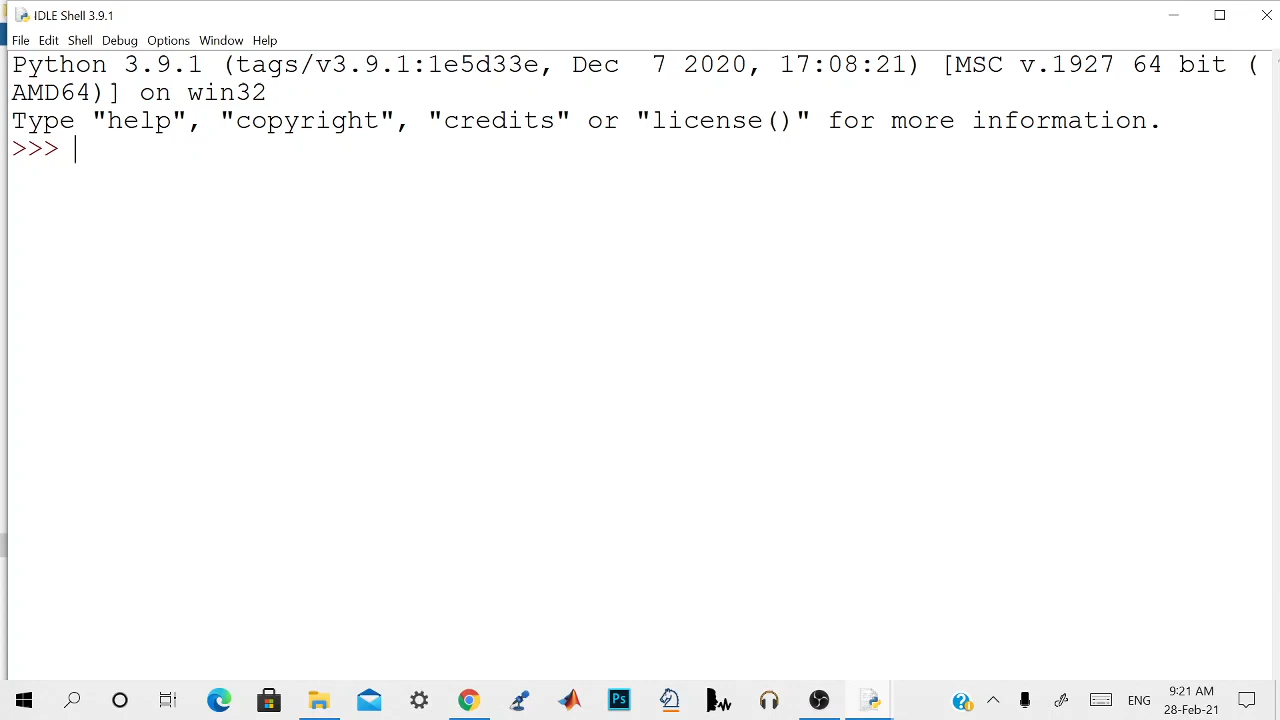 IDLE Shell 3.9.1
File Edit Shell Debug Options Window Help
Python 3.9.1 (tags/v3.9.1:1e5d33e, Dec  7 2020, 17:08:21) [MSC v.1927 64 bit (
AMD64)] on win32
Type "help", "copyright", "credits" or "license()" for more information.
>>>
Ps
ENG
9:21 AM
28-Feb-21